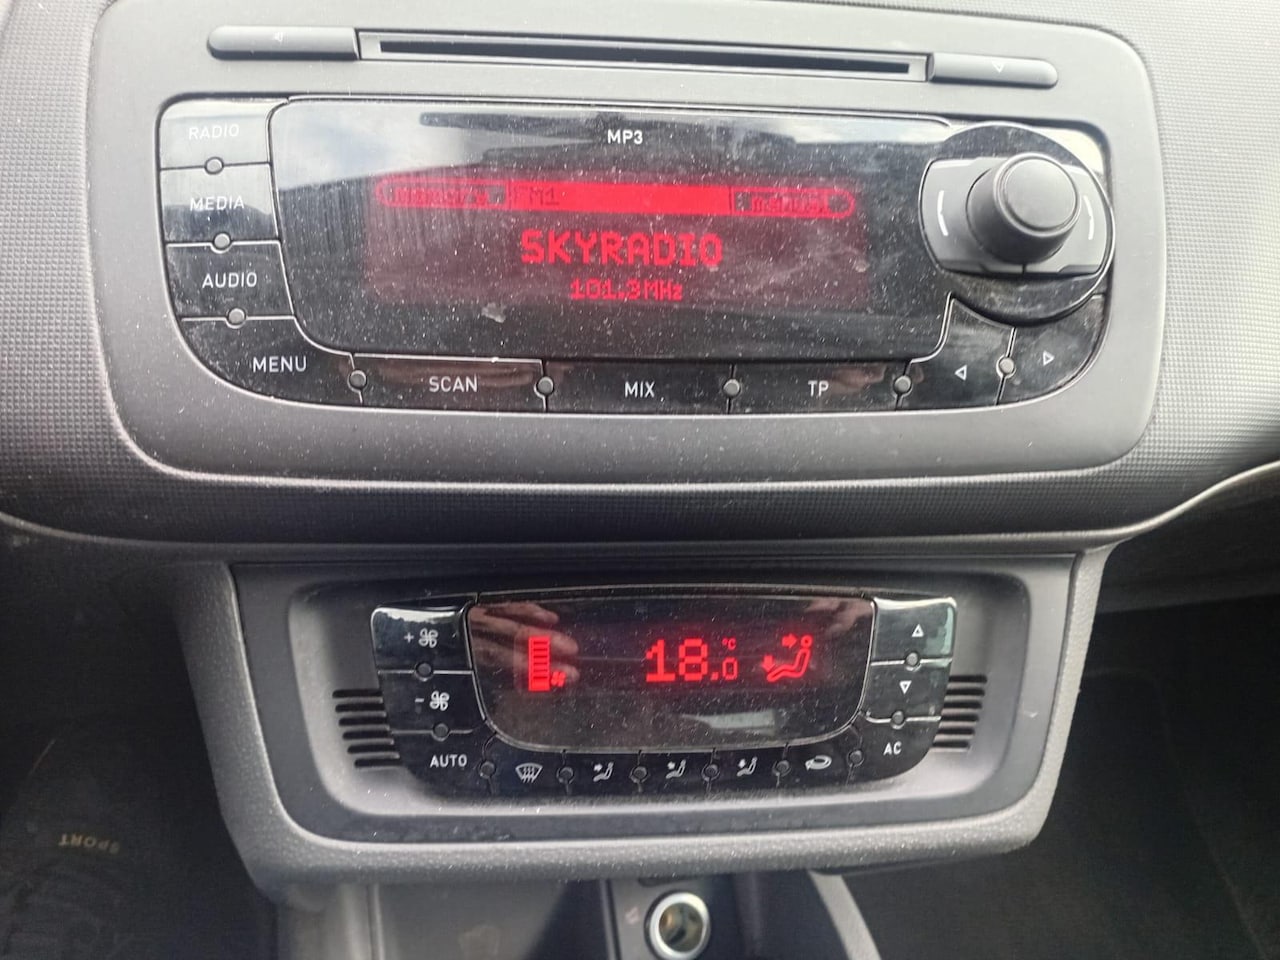 RADIO
MP3
MEDIA
FM1
SKYRADIO
AUDIO
101.3MHz
MENU
SCAN
MIX
TP
18.0°C
AUTO
AC
SPORT